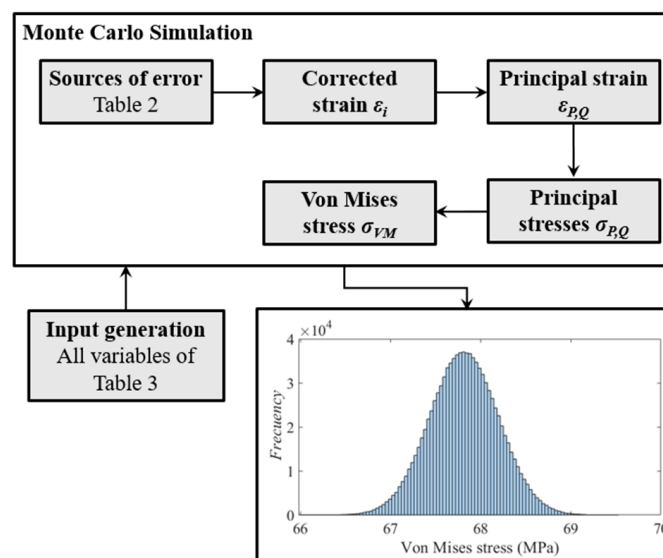 Monte Carlo Simulation
Sources of error
Table 2
Corrected
strain εi
Principal strain
εP,Q
Von Mises
stress σVM
Principal
stresses σP,Q
Input generation
All variables of
Table 3
×10^4
4
3
2
1
0
Frecuency
66
67
68
69
70
Von Mises stress (MPa)